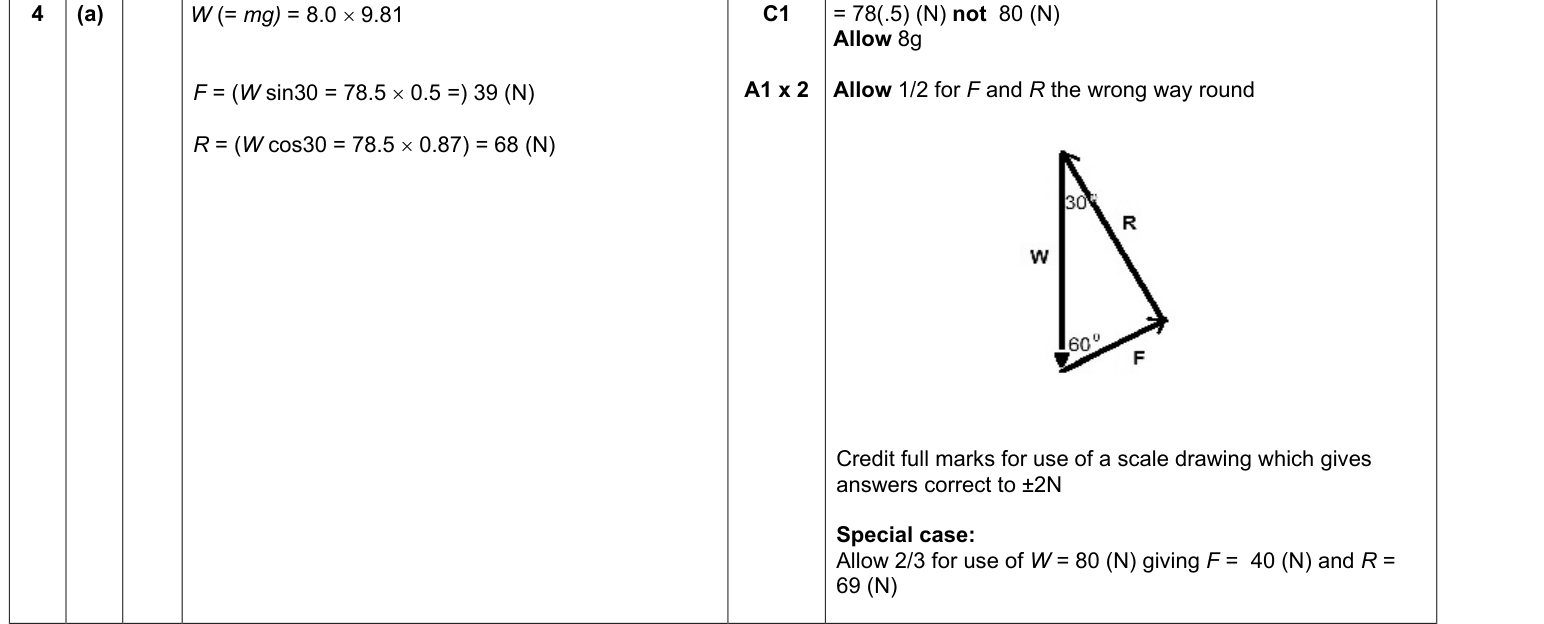 4 (a) W (= mg) = 8.0 × 9.81 C1 = 78(.5) (N) not 80 (N)
Allow 8g
F = (W sin30 = 78.5 × 0.5 =) 39 (N) A1 x 2 Allow 1/2 for F and R the wrong way round
R = (W cos30 = 78.5 × 0.87) = 68 (N)
30°
R
W
60°
F
Credit full marks for use of a scale drawing which gives
answers correct to ±2N
Special case:
Allow 2/3 for use of W = 80 (N) giving F = 40 (N) and R =
69 (N)